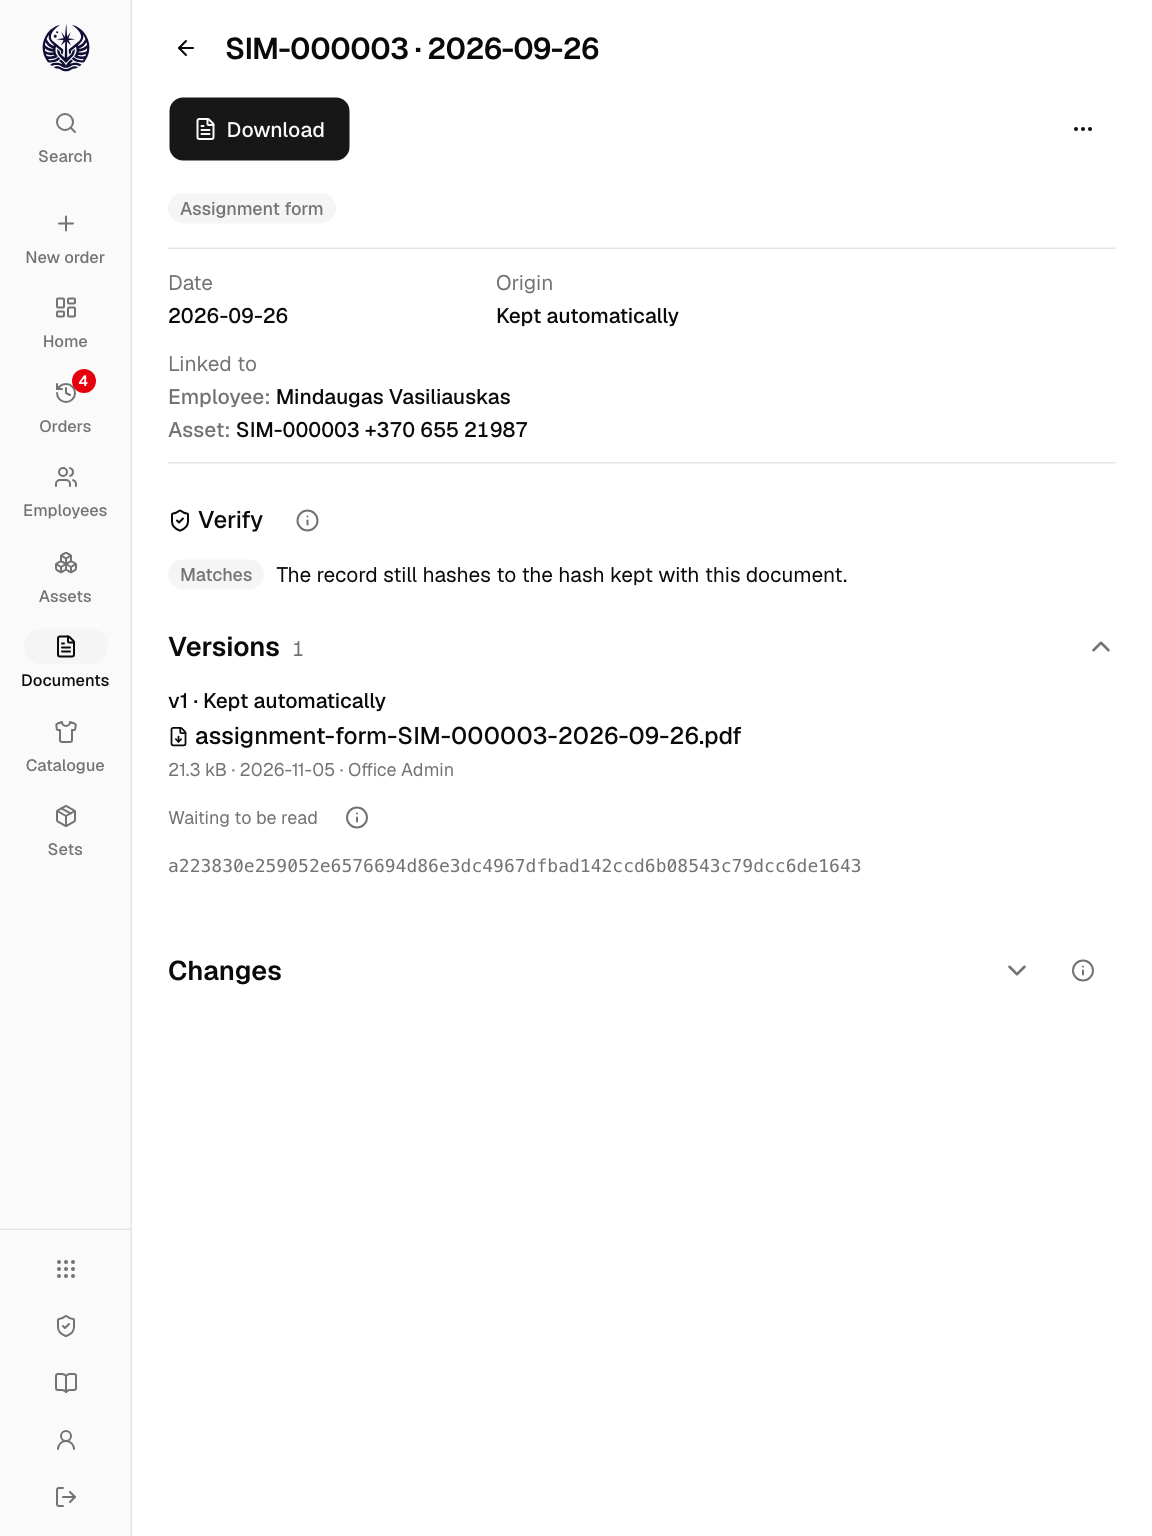 SIM-000003 · 2026-09-26
Download
Assignment form
Date
2026-09-26
Origin
Kept automatically
Linked to
Employee: Mindaugas Vasiliauskas
Asset: SIM-000003 +370 655 21987
Verify
Matches The record still hashes to the hash kept with this document.
Versions 1
v1 · Kept automatically
assignment-form-SIM-000003-2026-09-26.pdf
21.3 kB · 2026-11-05 · Office Admin
Waiting to be read
a223830e259052e6576694d86e3dc4967dfbad142ccd6b08543c79dcc6de1643
Changes
Search
New order
Home
4
Orders
Employees
Assets
Documents
Catalogue
Sets